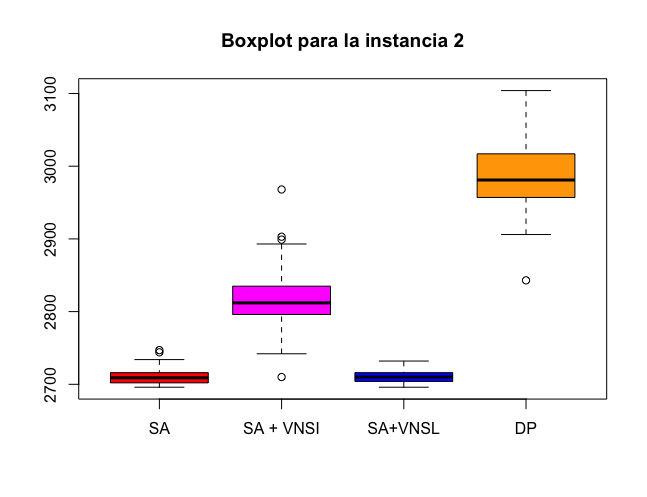 Boxplot para la instancia 2
3100
3000
2900
2800
2700
SA
SA + VNSI
SA+VNSL
DP